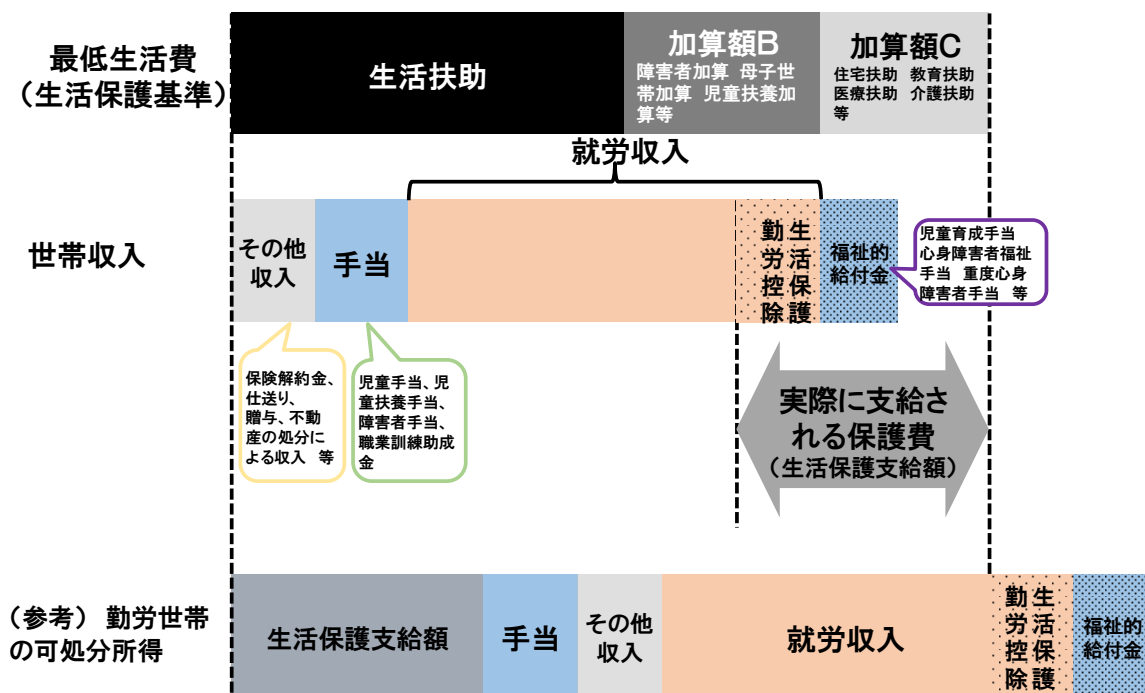 最低生活費
（生活保護基準）
生活扶助
加算額B
障害者加算 母子世
帯加算 児童扶養加
算等
加算額C
住宅扶助 教育扶助
医療扶助 介護扶助
等
就労収入
世帯収入
その他
収入
手当
生活保護
勤労控除
福祉的
給付金
児童育成手当
心身障害者福祉
手当 重度心身
障害者手当 等
保険解約金、
仕送り、
贈与、不動
産の処分に
よる収入 等
児童手当、児
童扶養手当、
障害者手当、
職業訓練助成
金
実際に支給さ
れる保護費
（生活保護支給額）
（参考） 勤労世帯
の可処分所得
生活保護支給額
手当
その他
収入
就労収入
生活保護
勤労控除
福祉的
給付金